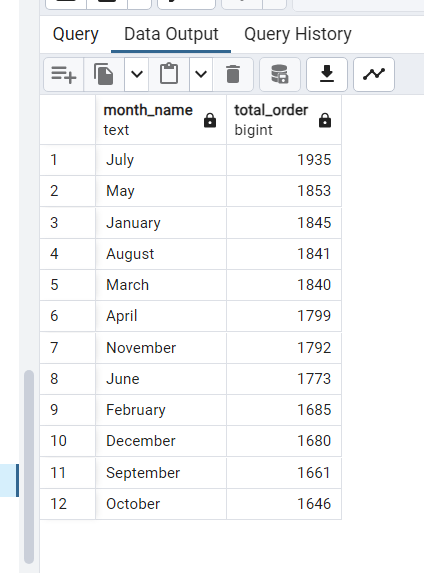 Query Data Output Query History
month_name total_order
text bigint
1 July 1935
2 May 1853
3 January 1845
4 August 1841
5 March 1840
6 April 1799
7 November 1792
8 June 1773
9 February 1685
10 December 1680
11 September 1661
12 October 1646